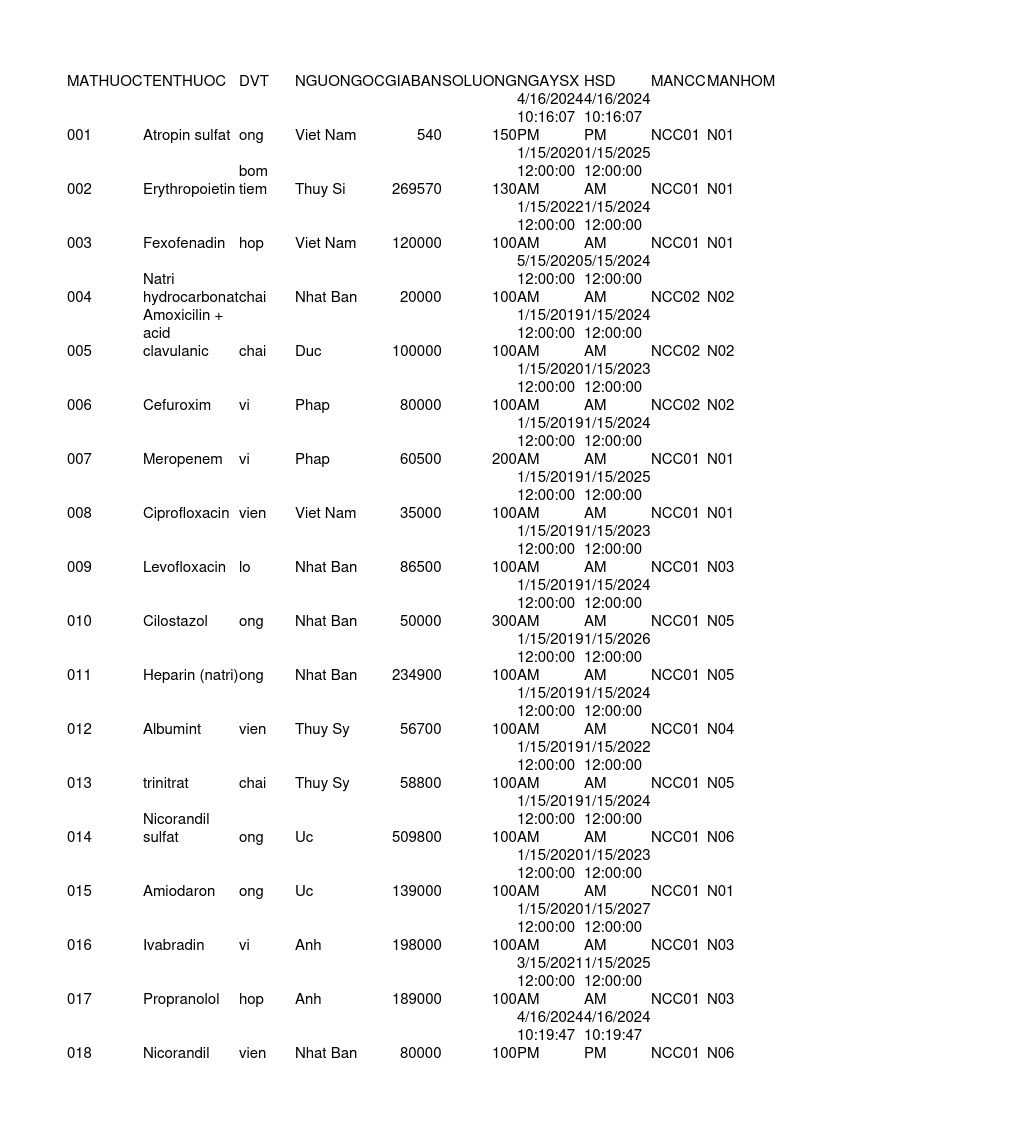 MATHUOC TENTHUOC DVT NGUONGOC GIABAN SOLUONG NGAYSX HSD MANCC MANHOM
4/16/2024 4/16/2024
10:16:07 10:16:07
001 Atropin sulfat ong Viet Nam 540 150 PM PM NCC01 N01
1/15/2020 1/15/2025
bom 12:00:00 12:00:00
002 Erythropoietin tiem Thuy Si 269570 130 AM AM NCC01 N01
1/15/2022 1/15/2024
12:00:00 12:00:00
003 Fexofenadin hop Viet Nam 120000 100 AM AM NCC01 N01
5/15/2020 5/15/2024
Natri 12:00:00 12:00:00
004 hydrocarbonat chai Nhat Ban 20000 100 AM AM NCC02 N02
Amoxicilin + 1/15/2019 1/15/2024
acid 12:00:00 12:00:00
005 clavulanic chai Duc 100000 100 AM AM NCC02 N02
1/15/2020 1/15/2023
12:00:00 12:00:00
006 Cefuroxim vi Phap 80000 100 AM AM NCC02 N02
1/15/2019 1/15/2024
12:00:00 12:00:00
007 Meropenem vi Phap 60500 200 AM AM NCC01 N01
1/15/2019 1/15/2025
12:00:00 12:00:00
008 Ciprofloxacin vien Viet Nam 35000 100 AM AM NCC01 N01
1/15/2019 1/15/2023
12:00:00 12:00:00
009 Levofloxacin lo Nhat Ban 86500 100 AM AM NCC01 N03
1/15/2019 1/15/2024
12:00:00 12:00:00
010 Cilostazol ong Nhat Ban 50000 300 AM AM NCC01 N05
1/15/2019 1/15/2026
12:00:00 12:00:00
011 Heparin (natri) ong Nhat Ban 234900 100 AM AM NCC01 N05
1/15/2019 1/15/2024
12:00:00 12:00:00
012 Albumint vien Thuy Sy 56700 100 AM AM NCC01 N04
1/15/2019 1/15/2022
12:00:00 12:00:00
013 trinitrat chai Thuy Sy 58800 100 AM AM NCC01 N05
1/15/2019 1/15/2024
Nicorandil 12:00:00 12:00:00
014 sulfat ong Uc 509800 100 AM AM NCC01 N06
1/15/2020 1/15/2023
12:00:00 12:00:00
015 Amiodaron ong Uc 139000 100 AM AM NCC01 N01
1/15/2020 1/15/2027
12:00:00 12:00:00
016 Ivabradin vi Anh 198000 100 AM AM NCC01 N03
3/15/2021 1/15/2025
12:00:00 12:00:00
017 Propranolol hop Anh 189000 100 AM AM NCC01 N03
4/16/2024 4/16/2024
10:19:47 10:19:47
018 Nicorandil vien Nhat Ban 80000 100 PM PM NCC01 N06